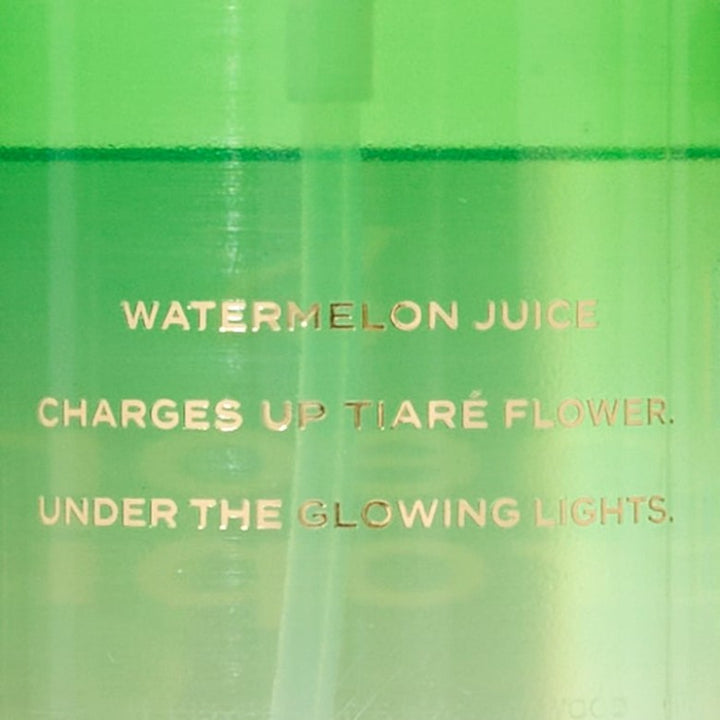 WATERMELON JUICE
CHARGES UP TIARÉ FLOWER.
UNDER THE GLOWING LIGHTS.